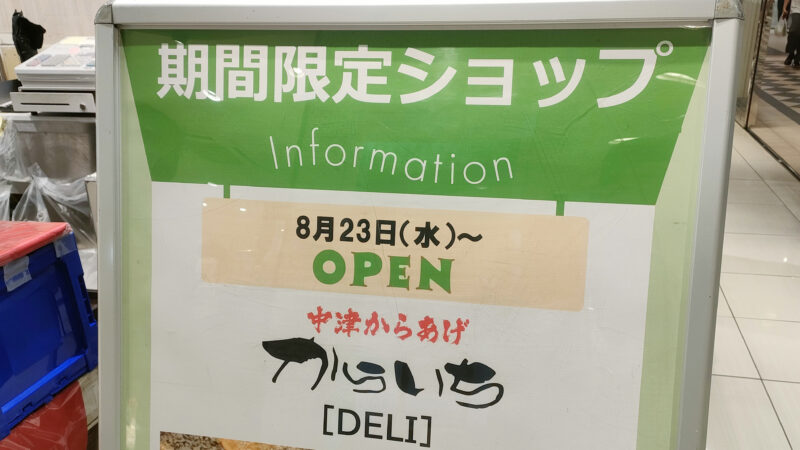 期間限定ショップ
Information
8月23日(水)～
OPEN
中津からあげ
からいち
[DELI]